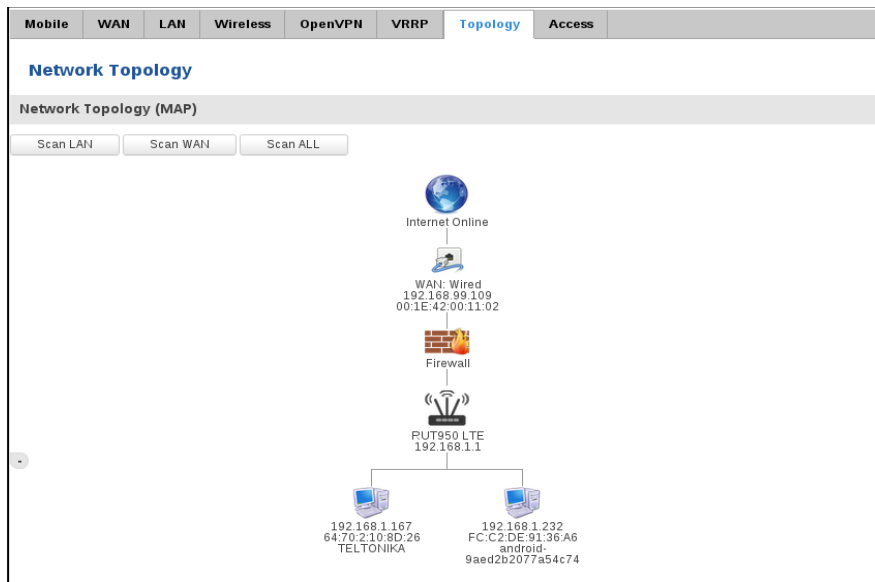 Mobile WAN LAN Wireless OpenVPN VRRP Topology Access
Network Topology
Network Topology (MAP)
Scan LAN Scan WAN Scan ALL
Internet Online
WAN: Wired
192.168.99.109
00:1E:42:00:11:02
Firewall
RUT950 LTE
192.168.1.1
-
192.168.1.167
64:70:2:10:8D:26
TELTONIKA
192.168.1.232
FC:C2:DE:91:36:A6
android-
9aed2b2077a54c74